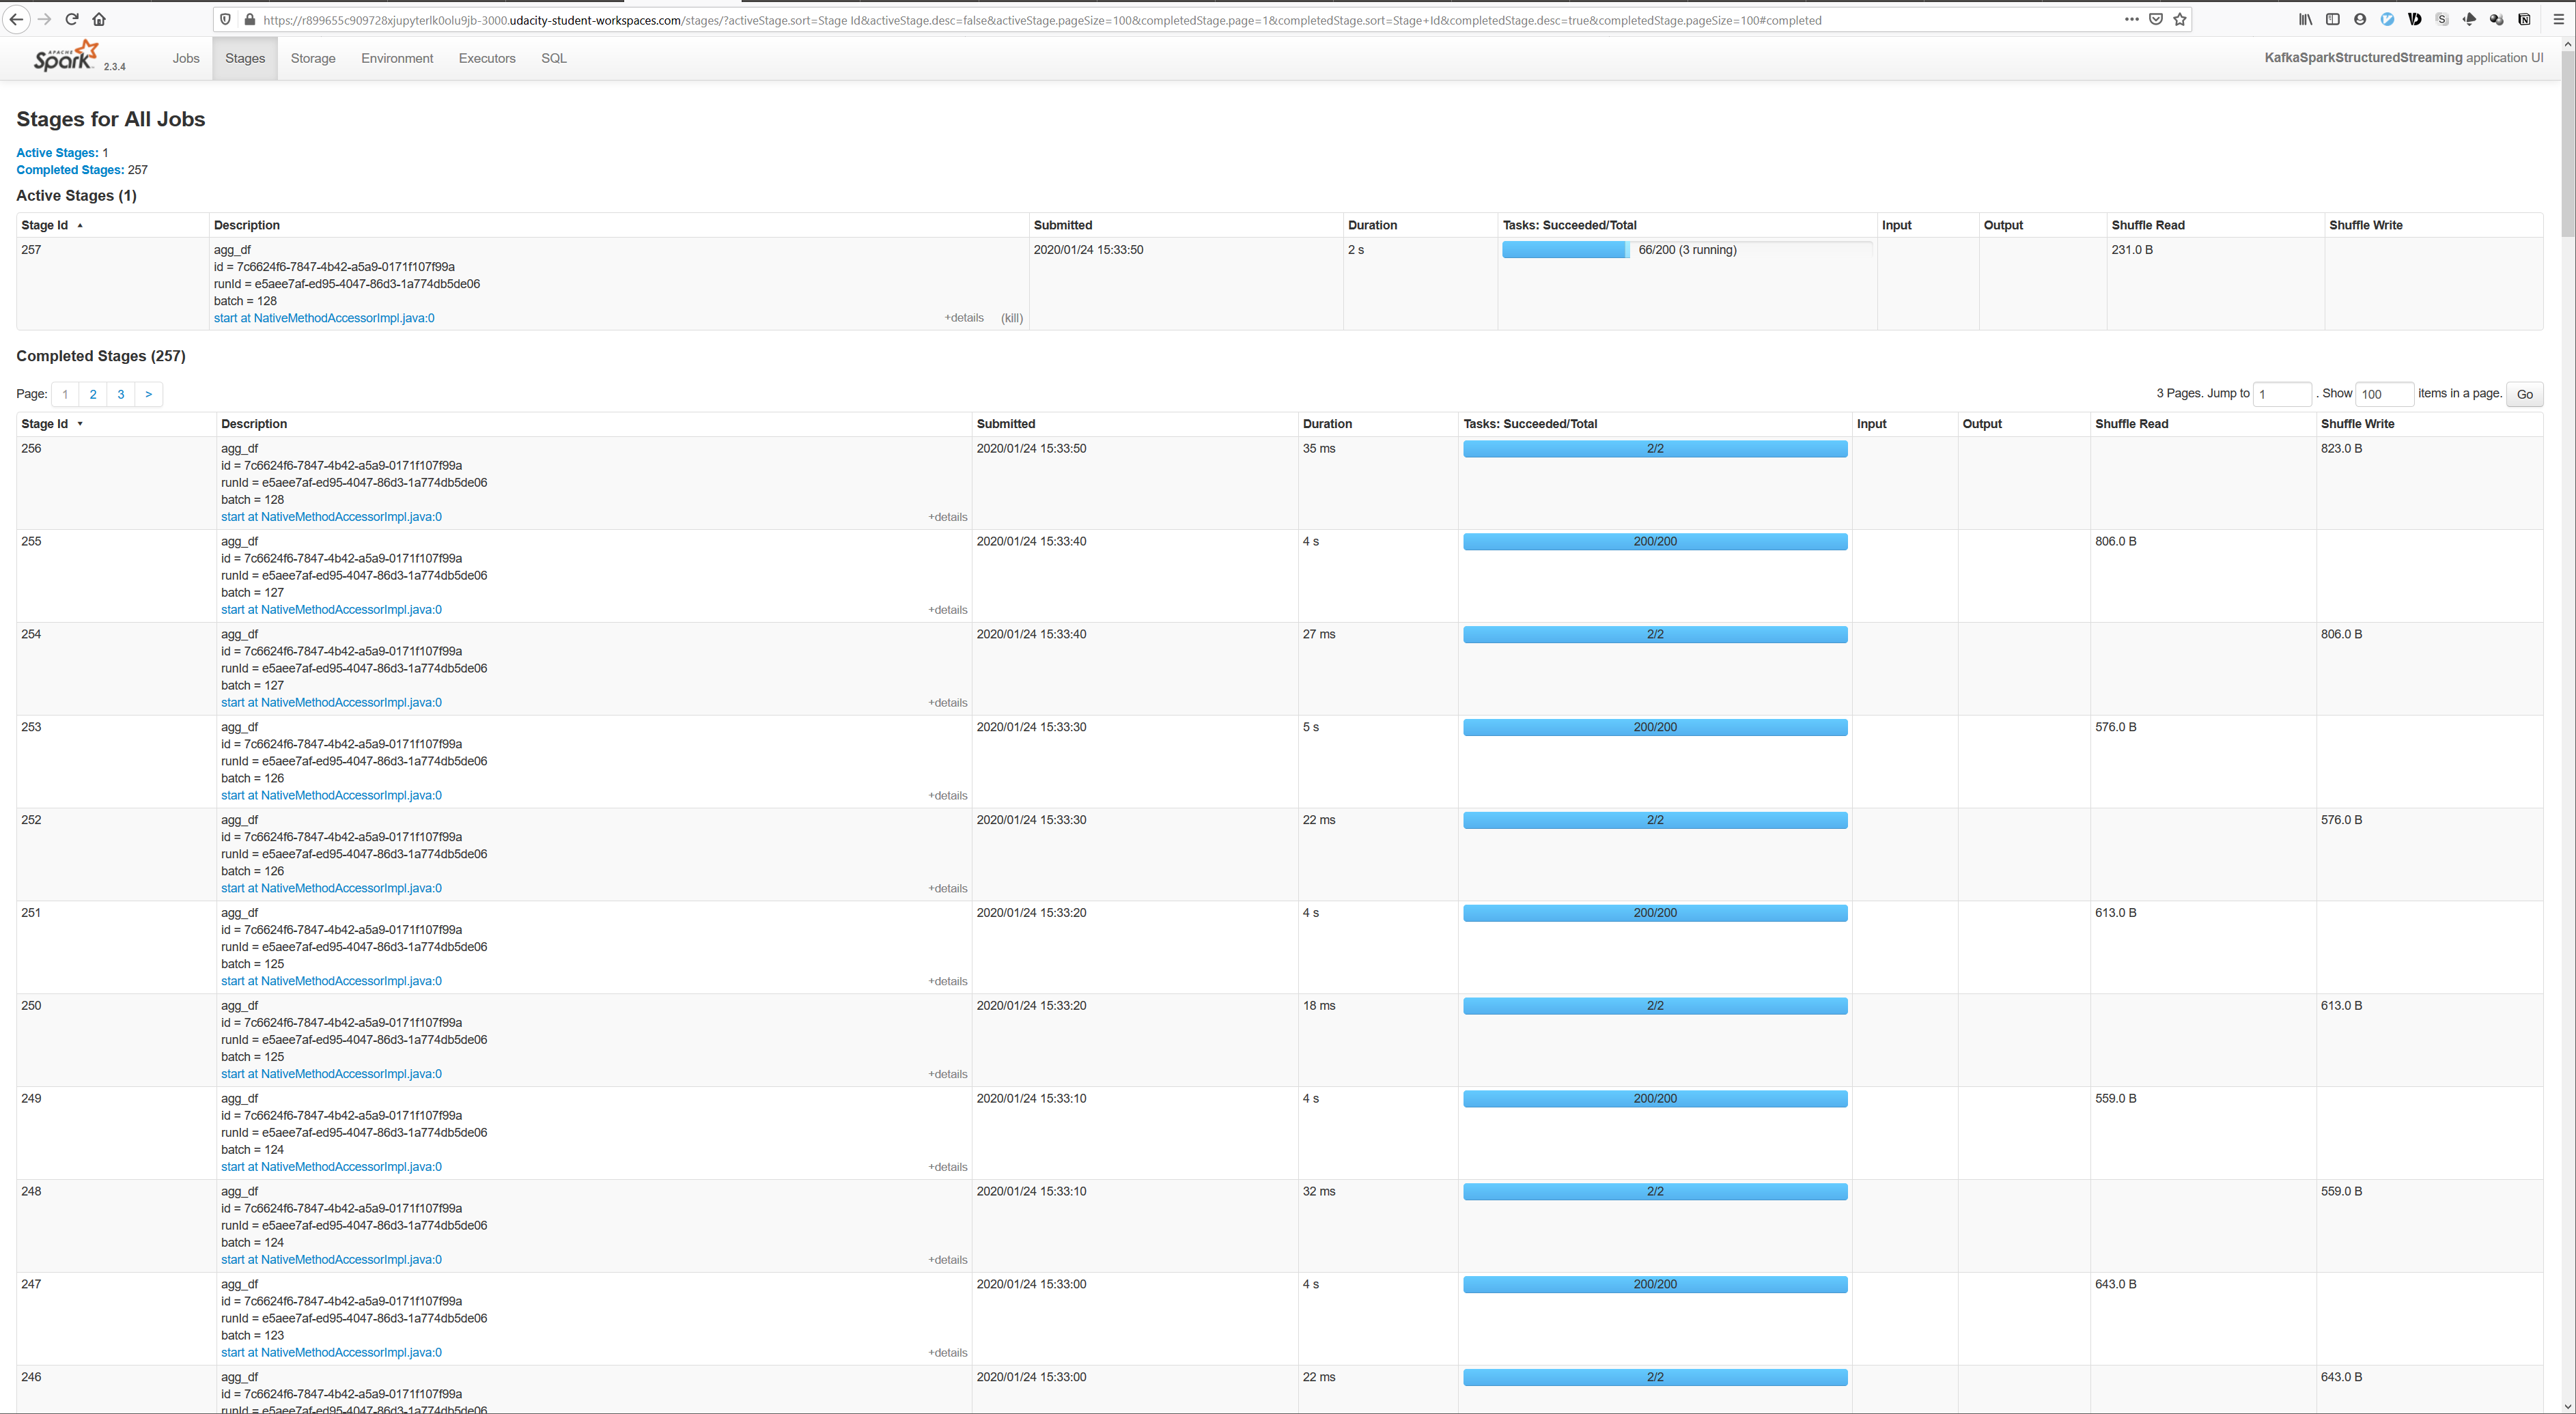 https://r899655c909728xjupyterlk0olu9jb-3000.udacity-student-workspaces.com/stages/?activeStage.sort=Stage Id&activeStage.desc=false&activeStage.pageSize=100&completedStage.page=1&completedStage.sort=Stage+Id&completedStage.desc=true&completedStage.pageSize=100#completed
APACHE Spark 2.3.4 Jobs Stages Storage Environment Executors SQL KafkaSparkStructuredStreaming application UI
Stages for All Jobs
Active Stages: 1
Completed Stages: 257
Active Stages (1)
Stage Id Description Submitted Duration Tasks: Succeeded/Total Input Output Shuffle Read Shuffle Write
257 agg_df 2020/01/24 15:33:50 2 s 66/200 (3 running) 231.0 B
id = 7c6624f6-7847-4b42-a5a9-0171f107f99a
runId = e5aee7af-ed95-4047-86d3-1a774db5de06
batch = 128
start at NativeMethodAccessorImpl.java:0 +details (kill)
Completed Stages (257)
Page: 1 2 3 > 3 Pages. Jump to 1 . Show 100 items in a page. Go
Stage Id Description Submitted Duration Tasks: Succeeded/Total Input Output Shuffle Read Shuffle Write
256 agg_df 2020/01/24 15:33:50 35 ms 2/2 823.0 B
id = 7c6624f6-7847-4b42-a5a9-0171f107f99a
runId = e5aee7af-ed95-4047-86d3-1a774db5de06
batch = 128
start at NativeMethodAccessorImpl.java:0 +details
255 agg_df 2020/01/24 15:33:40 4 s 200/200 806.0 B
id = 7c6624f6-7847-4b42-a5a9-0171f107f99a
runId = e5aee7af-ed95-4047-86d3-1a774db5de06
batch = 127
start at NativeMethodAccessorImpl.java:0 +details
254 agg_df 2020/01/24 15:33:40 27 ms 2/2 806.0 B
id = 7c6624f6-7847-4b42-a5a9-0171f107f99a
runId = e5aee7af-ed95-4047-86d3-1a774db5de06
batch = 127
start at NativeMethodAccessorImpl.java:0 +details
253 agg_df 2020/01/24 15:33:30 5 s 200/200 576.0 B
id = 7c6624f6-7847-4b42-a5a9-0171f107f99a
runId = e5aee7af-ed95-4047-86d3-1a774db5de06
batch = 126
start at NativeMethodAccessorImpl.java:0 +details
252 agg_df 2020/01/24 15:33:30 22 ms 2/2 576.0 B
id = 7c6624f6-7847-4b42-a5a9-0171f107f99a
runId = e5aee7af-ed95-4047-86d3-1a774db5de06
batch = 126
start at NativeMethodAccessorImpl.java:0 +details
251 agg_df 2020/01/24 15:33:20 4 s 200/200 613.0 B
id = 7c6624f6-7847-4b42-a5a9-0171f107f99a
runId = e5aee7af-ed95-4047-86d3-1a774db5de06
batch = 125
start at NativeMethodAccessorImpl.java:0 +details
250 agg_df 2020/01/24 15:33:20 18 ms 2/2 613.0 B
id = 7c6624f6-7847-4b42-a5a9-0171f107f99a
runId = e5aee7af-ed95-4047-86d3-1a774db5de06
batch = 125
start at NativeMethodAccessorImpl.java:0 +details
249 agg_df 2020/01/24 15:33:10 4 s 200/200 559.0 B
id = 7c6624f6-7847-4b42-a5a9-0171f107f99a
runId = e5aee7af-ed95-4047-86d3-1a774db5de06
batch = 124
start at NativeMethodAccessorImpl.java:0 +details
248 agg_df 2020/01/24 15:33:10 32 ms 2/2 559.0 B
id = 7c6624f6-7847-4b42-a5a9-0171f107f99a
runId = e5aee7af-ed95-4047-86d3-1a774db5de06
batch = 124
start at NativeMethodAccessorImpl.java:0 +details
247 agg_df 2020/01/24 15:33:00 4 s 200/200 643.0 B
id = 7c6624f6-7847-4b42-a5a9-0171f107f99a
runId = e5aee7af-ed95-4047-86d3-1a774db5de06
batch = 123
start at NativeMethodAccessorImpl.java:0 +details
246 agg_df 2020/01/24 15:33:00 22 ms 2/2 643.0 B
id = 7c6624f6-7847-4b42-a5a9-0171f107f99a
runId = e5aee7af-ed95-4047-86d3-1a774db5de06